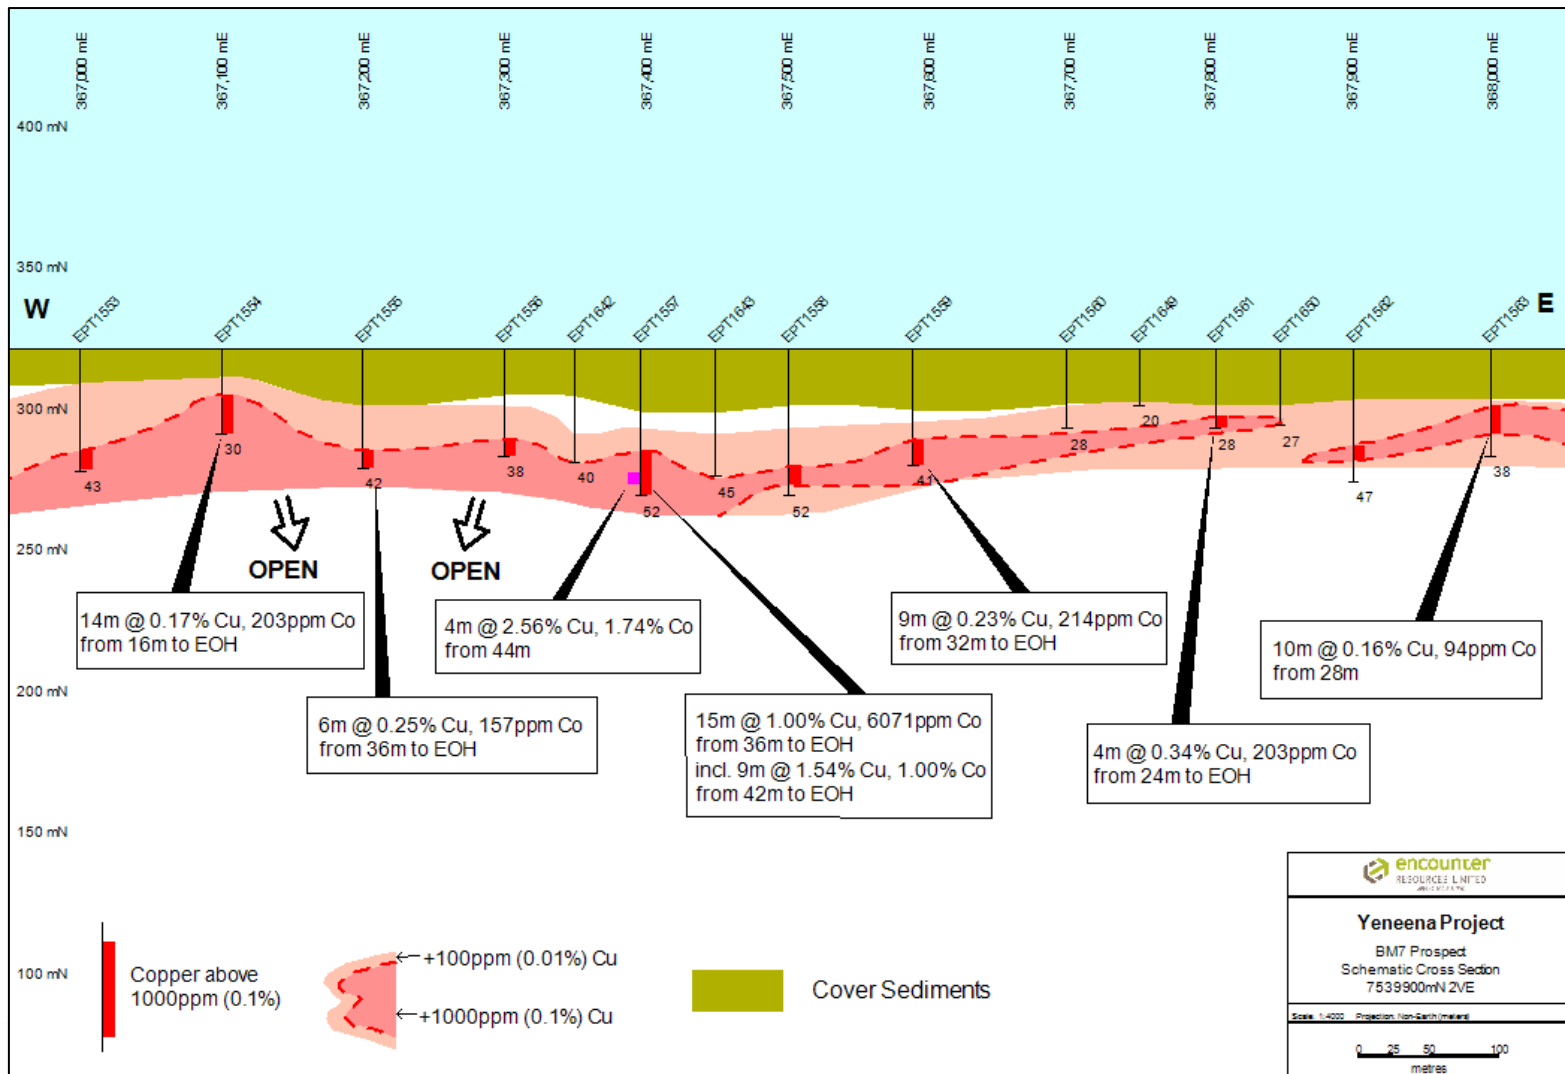 367,000 mE
367,100 mE
367,200 mE
367,300 mE
367,400 mE
367,500 mE
367,600 mE
367,700 mE
367,800 mE
367,900 mE
368,000 mE
400 mN
350 mN
W
E
EPT1553
EPT1554
EPT1555
EPT1556
EPT1642
EPT1557
EPT1643
EPT1558
EPT1559
EPT1560
EPT1649
EPT1561
EPT1650
EPT1562
EPT1563
300 mN
43
30
42
38
40
52
45
52
41
28
20
28
27
47
38
250 mN
OPEN
OPEN
14m @ 0.17% Cu, 203ppm Co
from 16m to EOH
4m @ 2.56% Cu, 1.74% Co
from 44m
9m @ 0.23% Cu, 214ppm Co
from 32m to EOH
10m @ 0.16% Cu, 94ppm Co
from 28m
200 mN
6m @ 0.25% Cu, 157ppm Co
from 36m to EOH
15m @ 1.00% Cu, 6071ppm Co
from 36m to EOH
incl. 9m @ 1.54% Cu, 1.00% Co
from 42m to EOH
4m @ 0.34% Cu, 203ppm Co
from 24m to EOH
150 mN
100 mN
Copper above
1000ppm (0.1%)
+100ppm (0.01%) Cu
+1000ppm (0.1%) Cu
Cover Sediments
encounter
RESOURCES LIMITED
Yeneena Project
BM7 Prospect
Schematic Cross Section
7539900mN 2VE
Scale: 1:4000 Projection: Non-Earth (meters)
0 25 50 100
metres